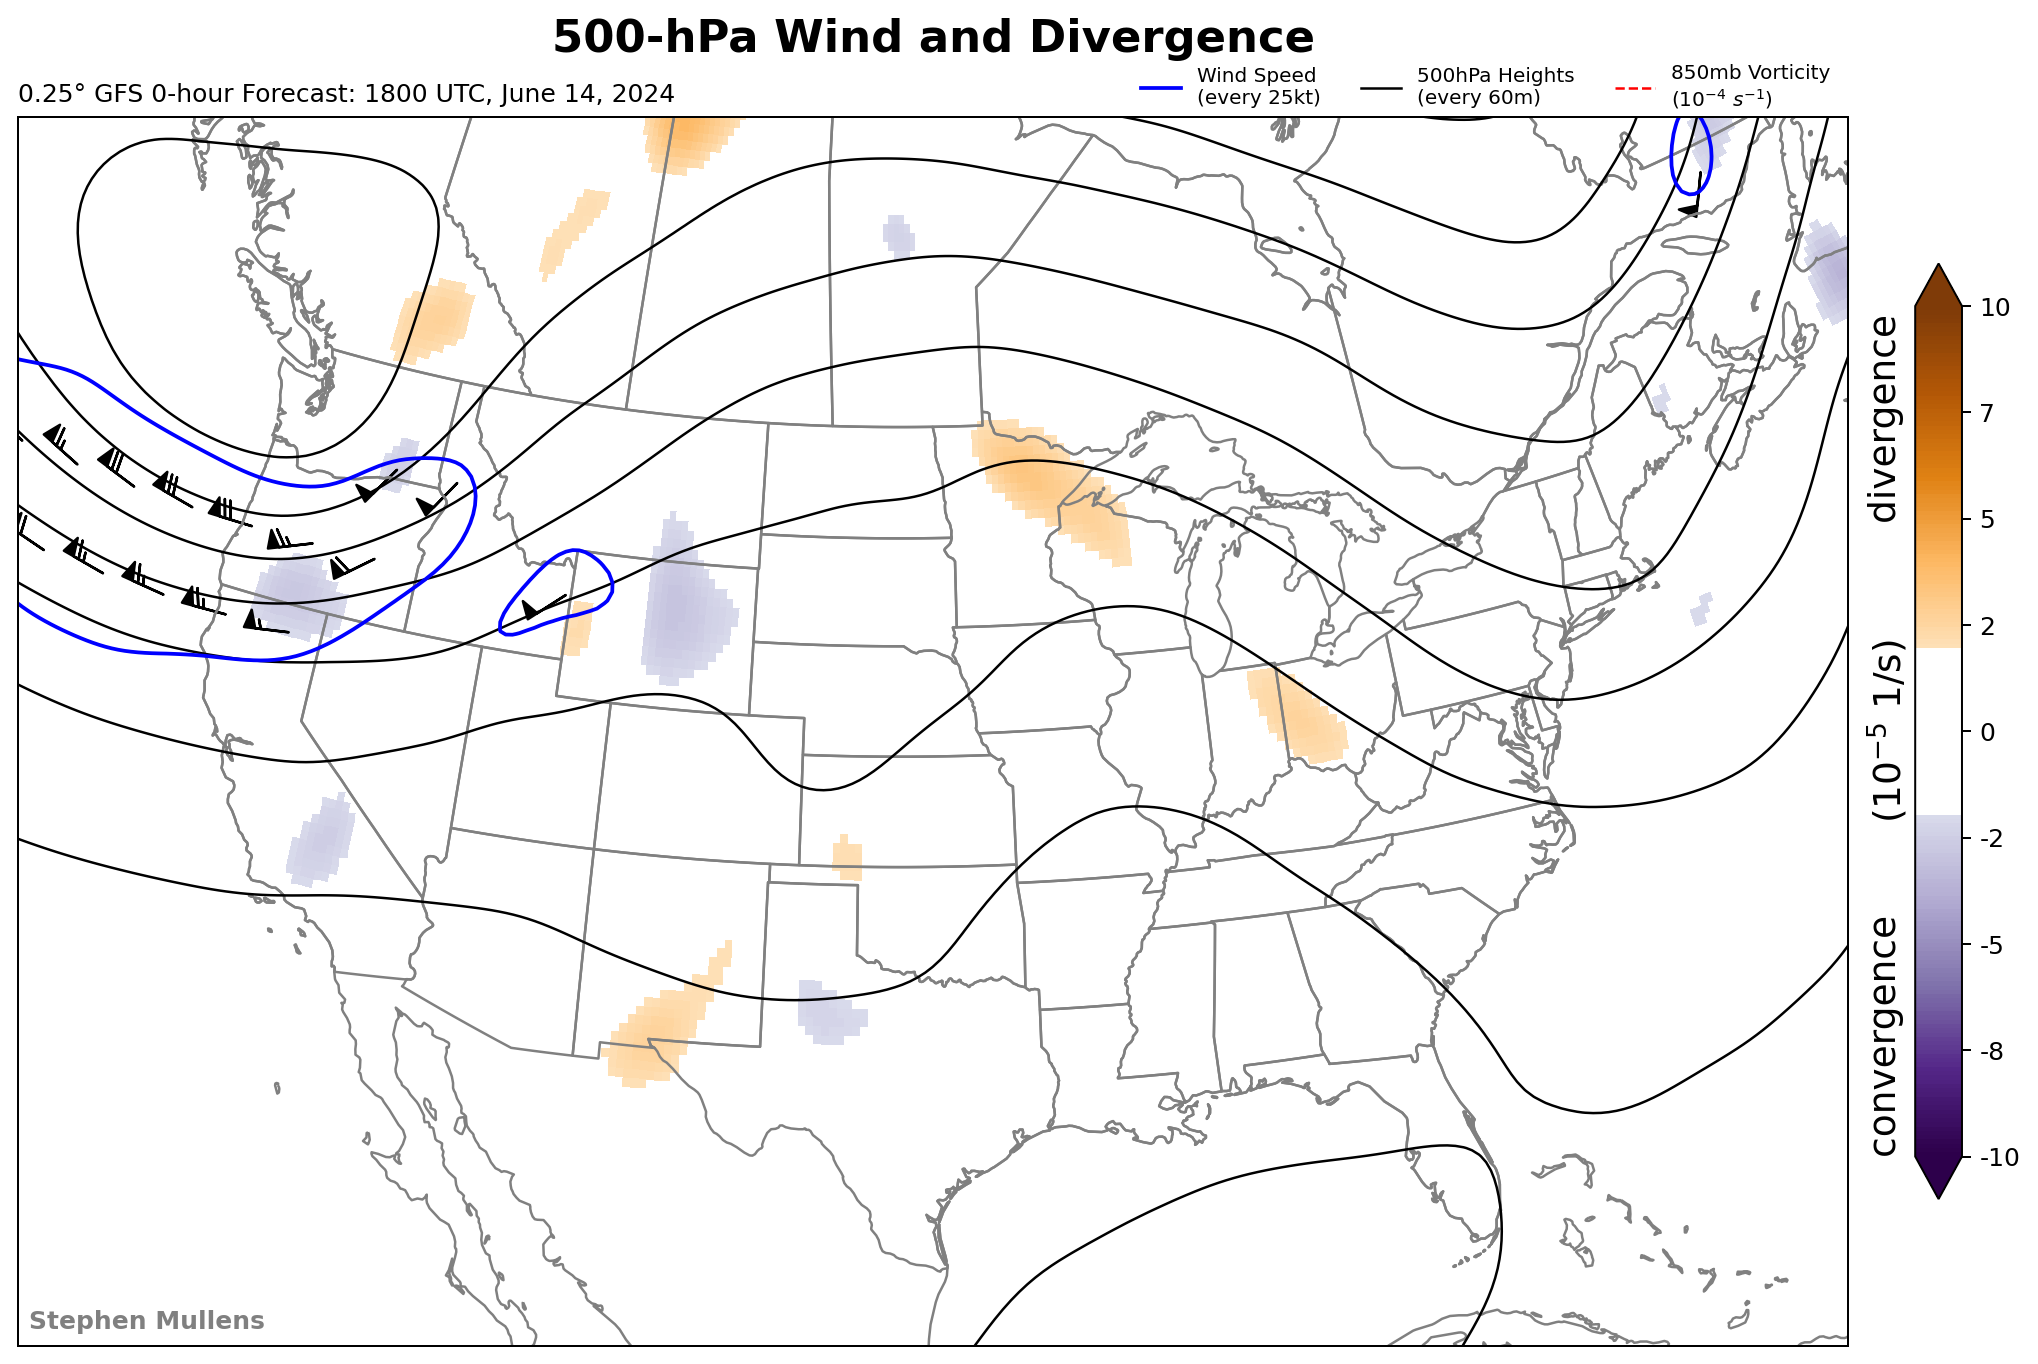 500-hPa Wind and Divergence
0.25° GFS 0-hour Forecast: 1800 UTC, June 14, 2024
Wind Speed
(every 25kt)
500hPa Heights
(every 60m)
850mb Vorticity
(10⁻⁴ s⁻¹)
10
7
5
2
0
-2
-5
-8
-10
divergence
(10⁻⁵ 1/s)
convergence
Stephen Mullens